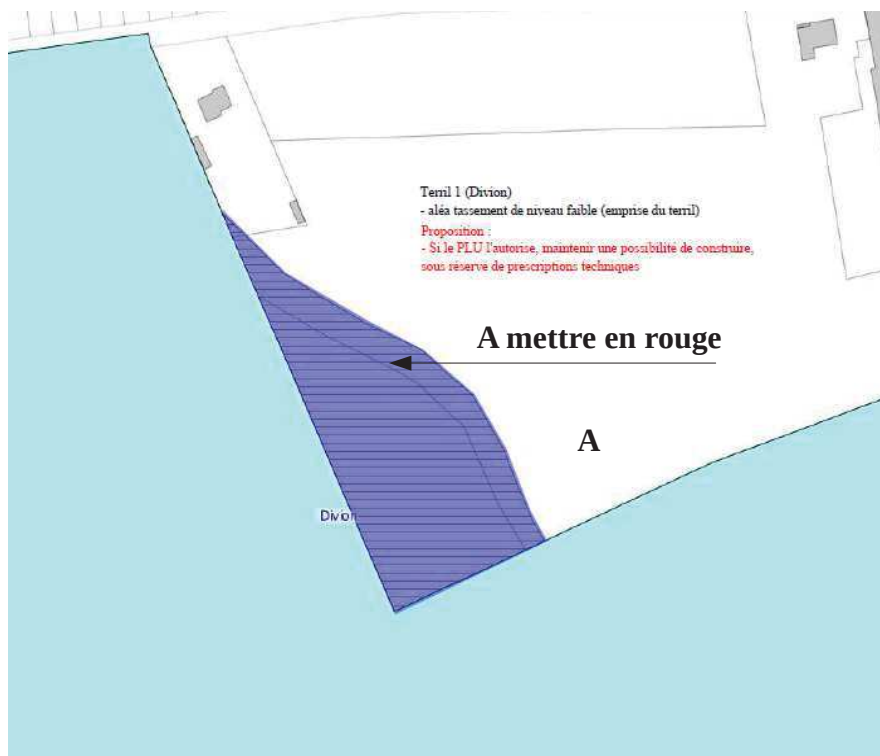 Terril 1 (Divion)
- aléa tassement de niveau faible (emprise du terril)
Proposition :
- Si le PLU l'autorise, maintenir une possibilité de construire,
sous réserve de prescriptions techniques
A mettre en rouge
A
Divion